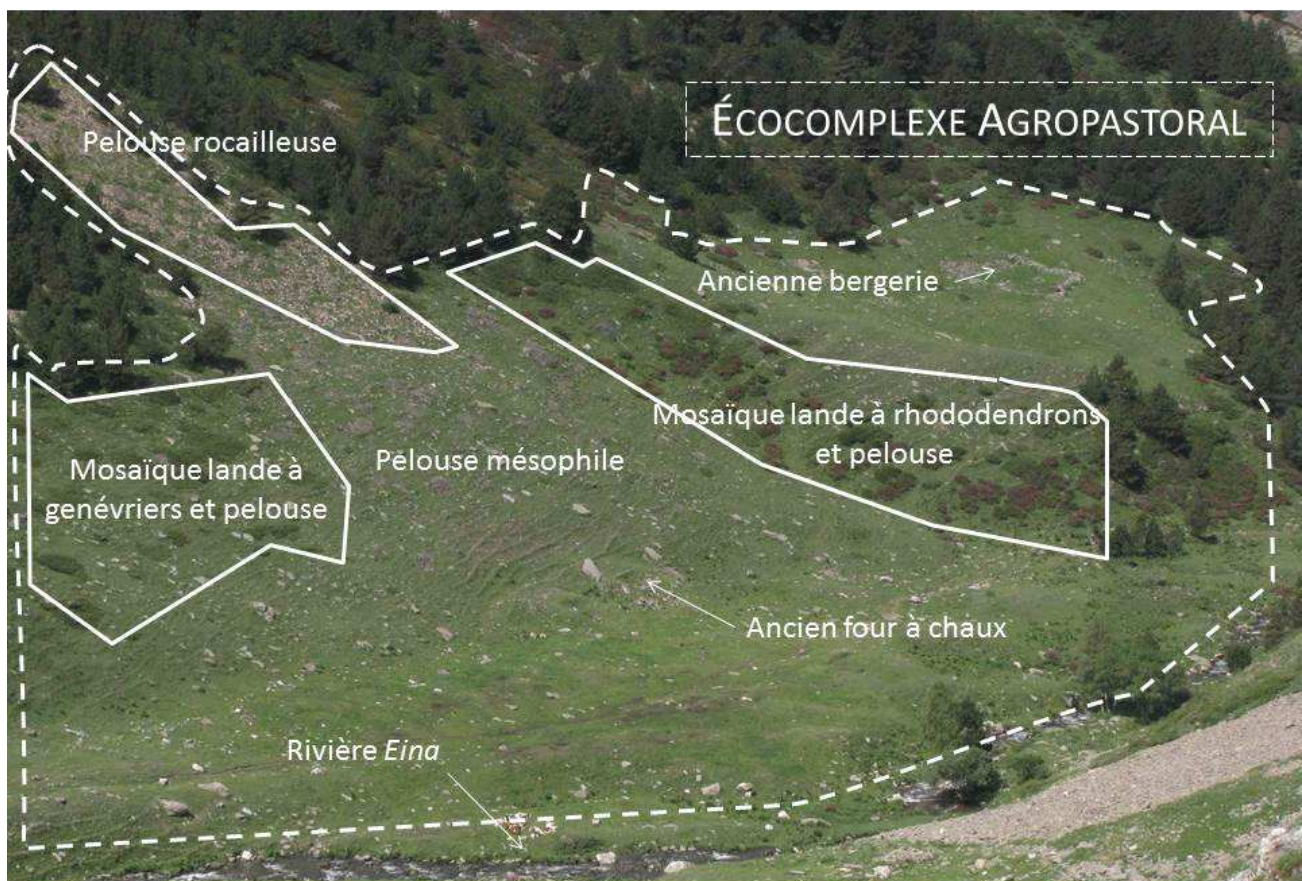 ÉCOCOMPLEXE AGROPASTORAL
Pelouse rocailleuse
Ancienne bergerie
Mosaïque lande à rhododendrons
et pelouse
Pelouse mésophile
Mosaïque lande à
genévriers et pelouse
Ancien four à chaux
Rivière Eina